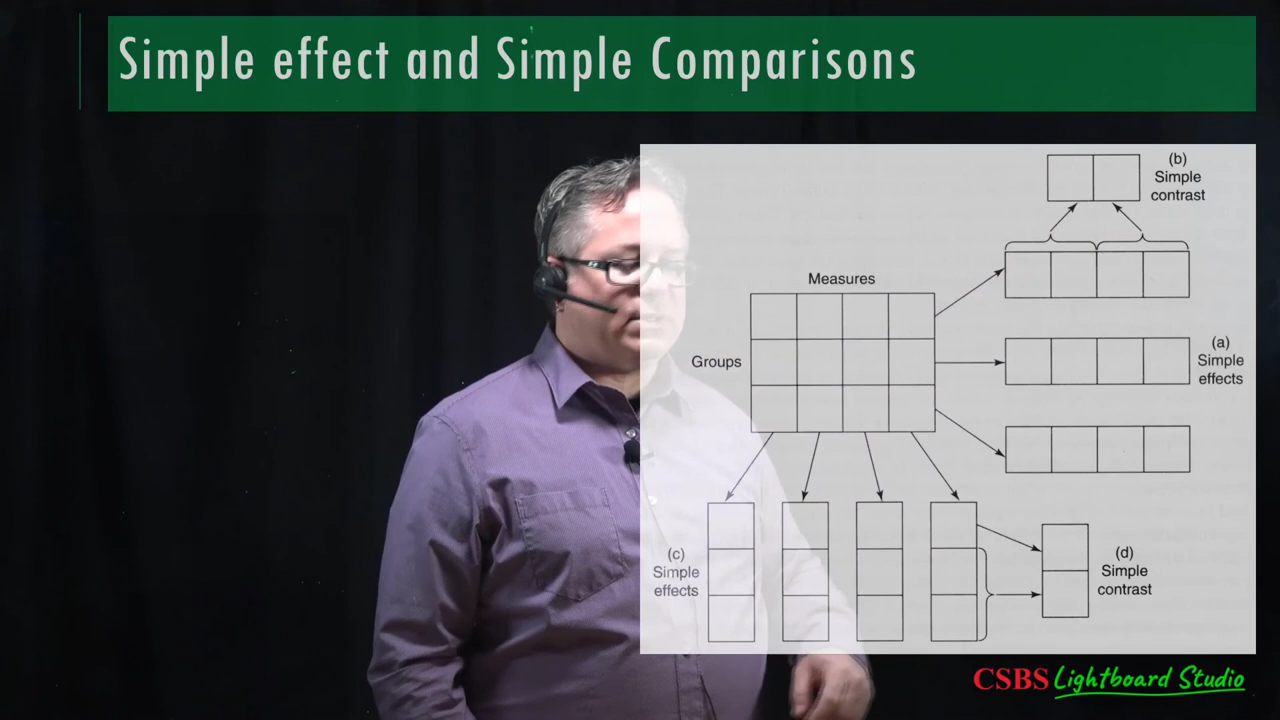 Simple effect and Simple Comparisons
(b)
Simple
contrast
Measures
Groups
(a)
Simple
effects
(c)
Simple
effects
(d)
Simple
contrast
CSBS Lightboard Studio